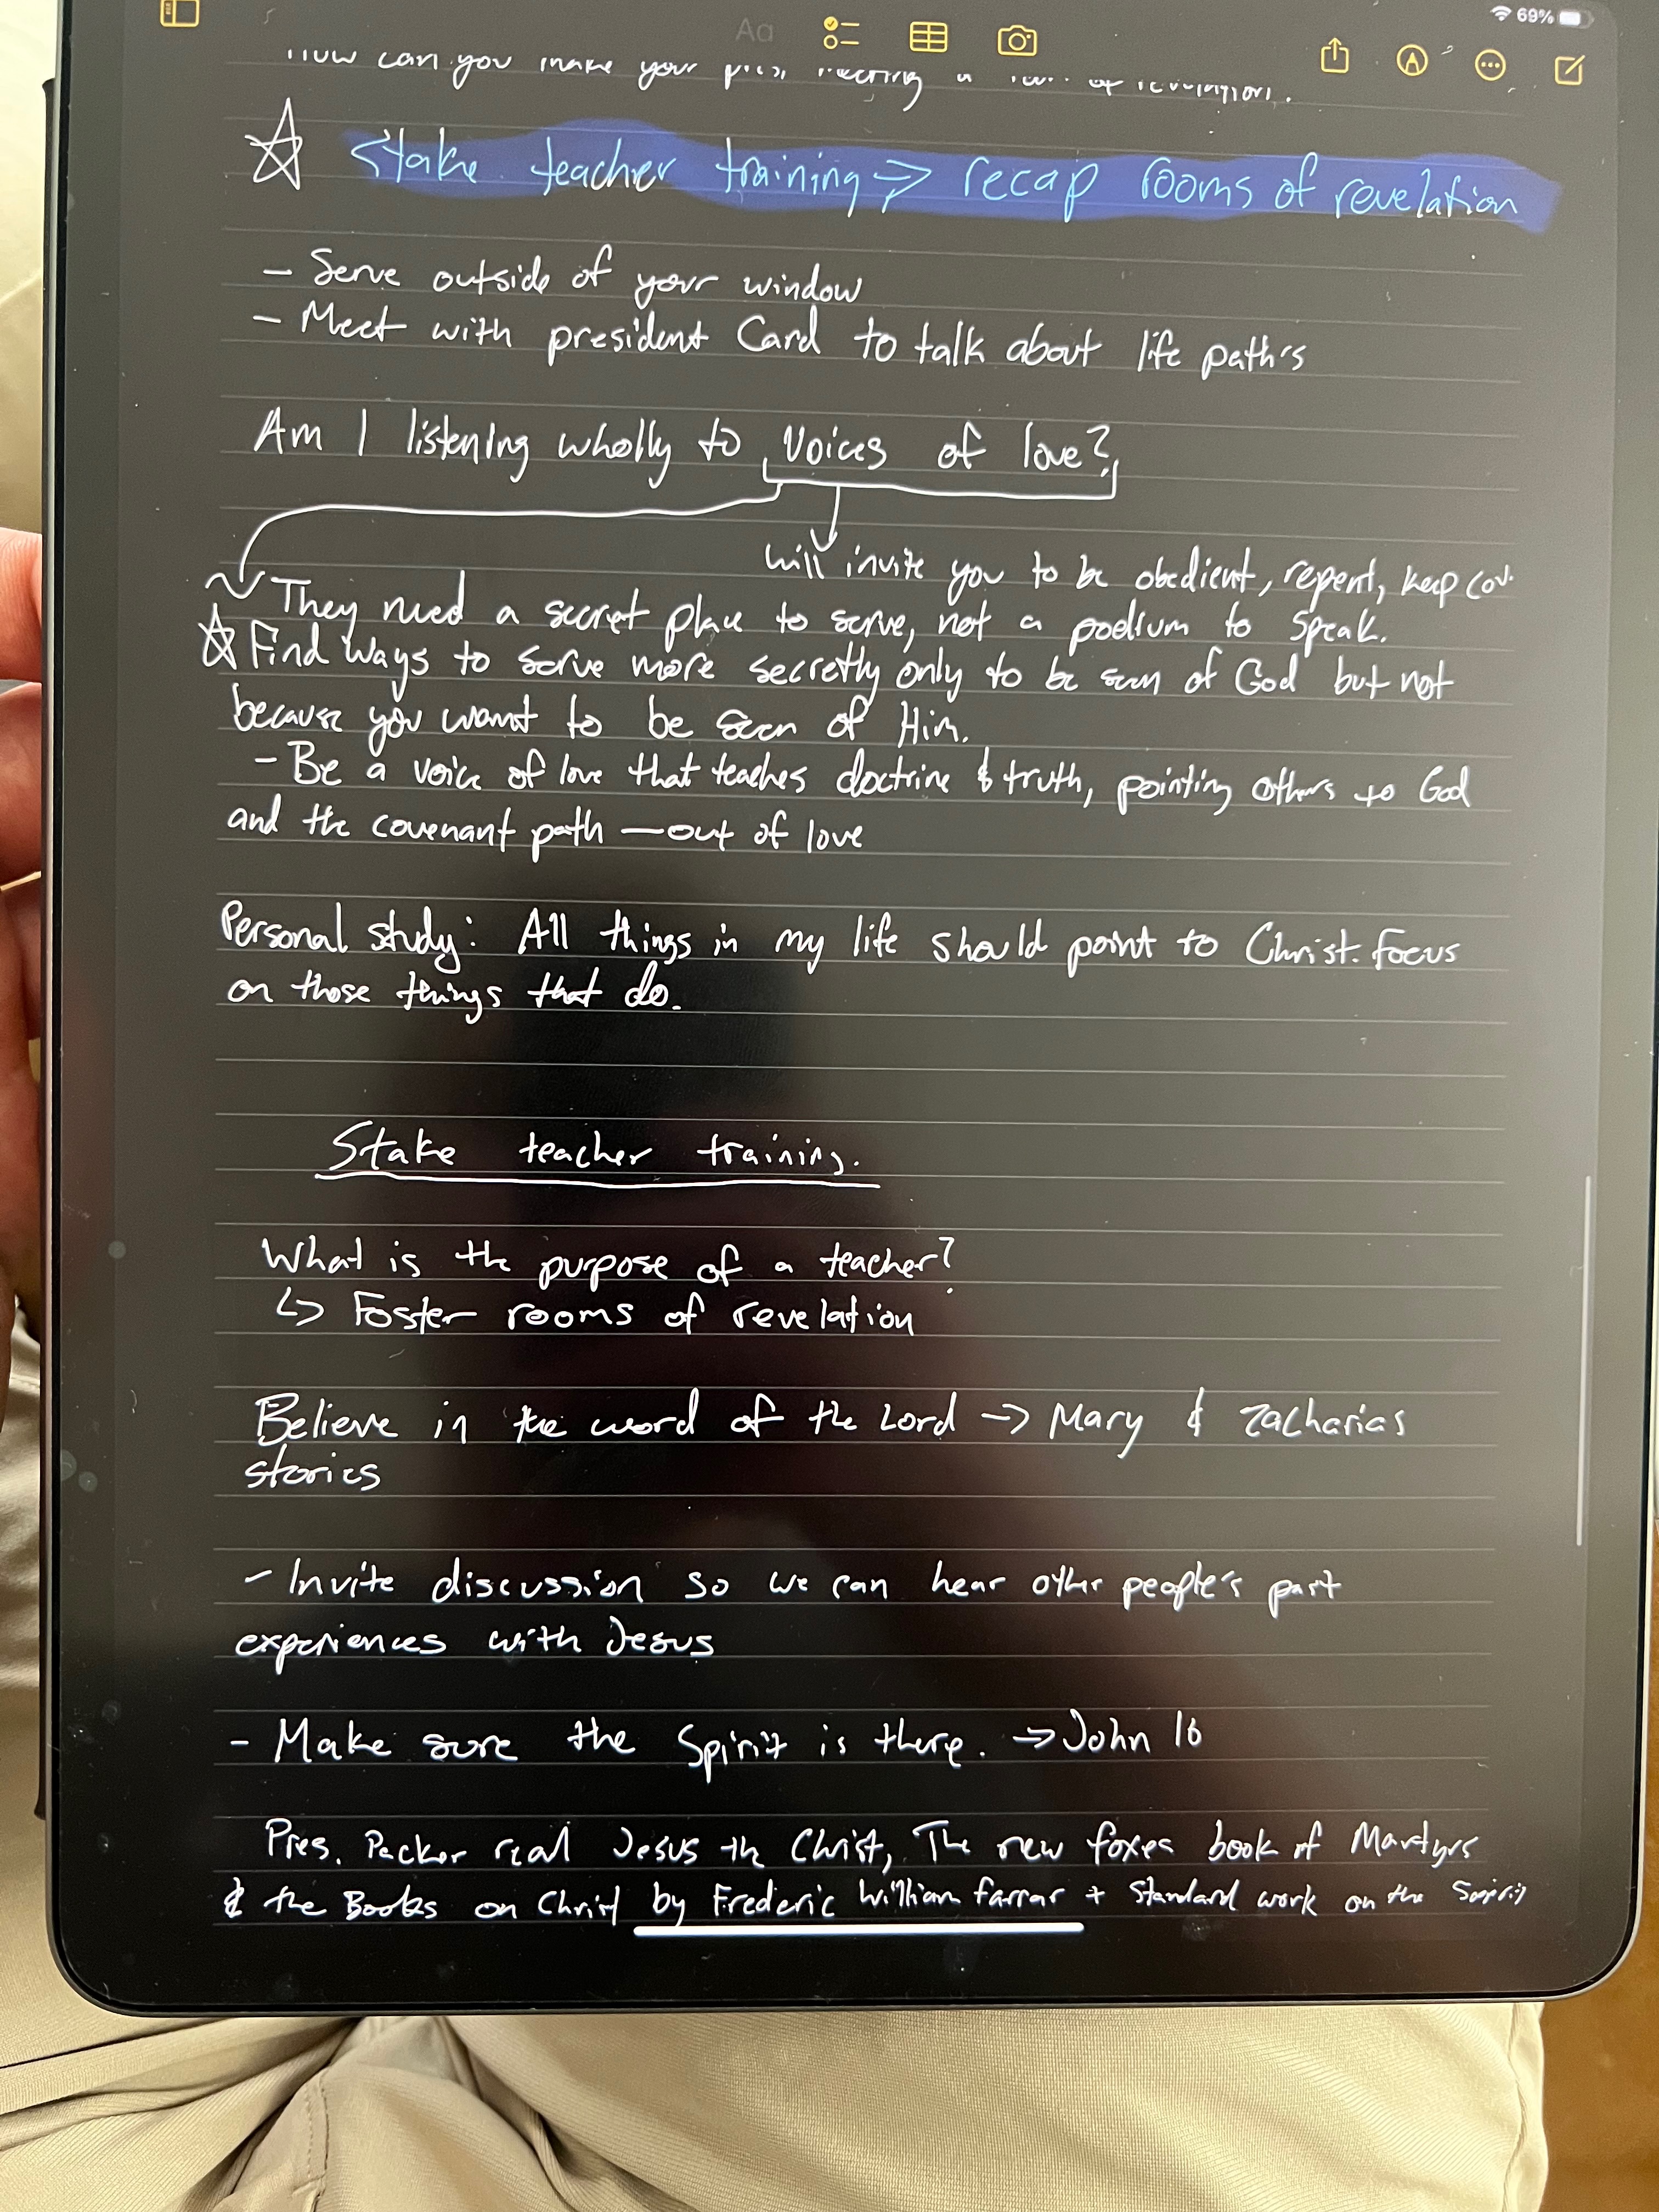 69%
Aa
How can you make your meeting a of revelation.
☆ Stake teacher training → recap rooms of revelation
- Serve outside of your window
- Meet with president Card to talk about life path's
Am I listening wholly to voices of love?
will invite you to be obedient, repent, keep cov.
They need a secret place to serve, not a podium to speak.
☆ Find ways to serve more secretly only to be seen of God but not
because you want to be seen of Him.
- Be a voice of love that teaches doctrine & truth, pointing others to God
and the covenant path — out of love
Personal study: All things in my life should point to Christ. Focus
on those things that do.
Stake teacher training.
What is the purpose of a teacher?
↳ Foster rooms of revelation
Believe in the word of the Lord → Mary & Zacharias
stories
- Invite discussion so we can hear other people's part
experiences with Jesus
- Make sure the Spirit is there. → John 16
Pres. Packer read Jesus the Christ, The new foxes book of Martyrs
& the Books on Christ by Frederic William Farrar + Standard work on the Spirit